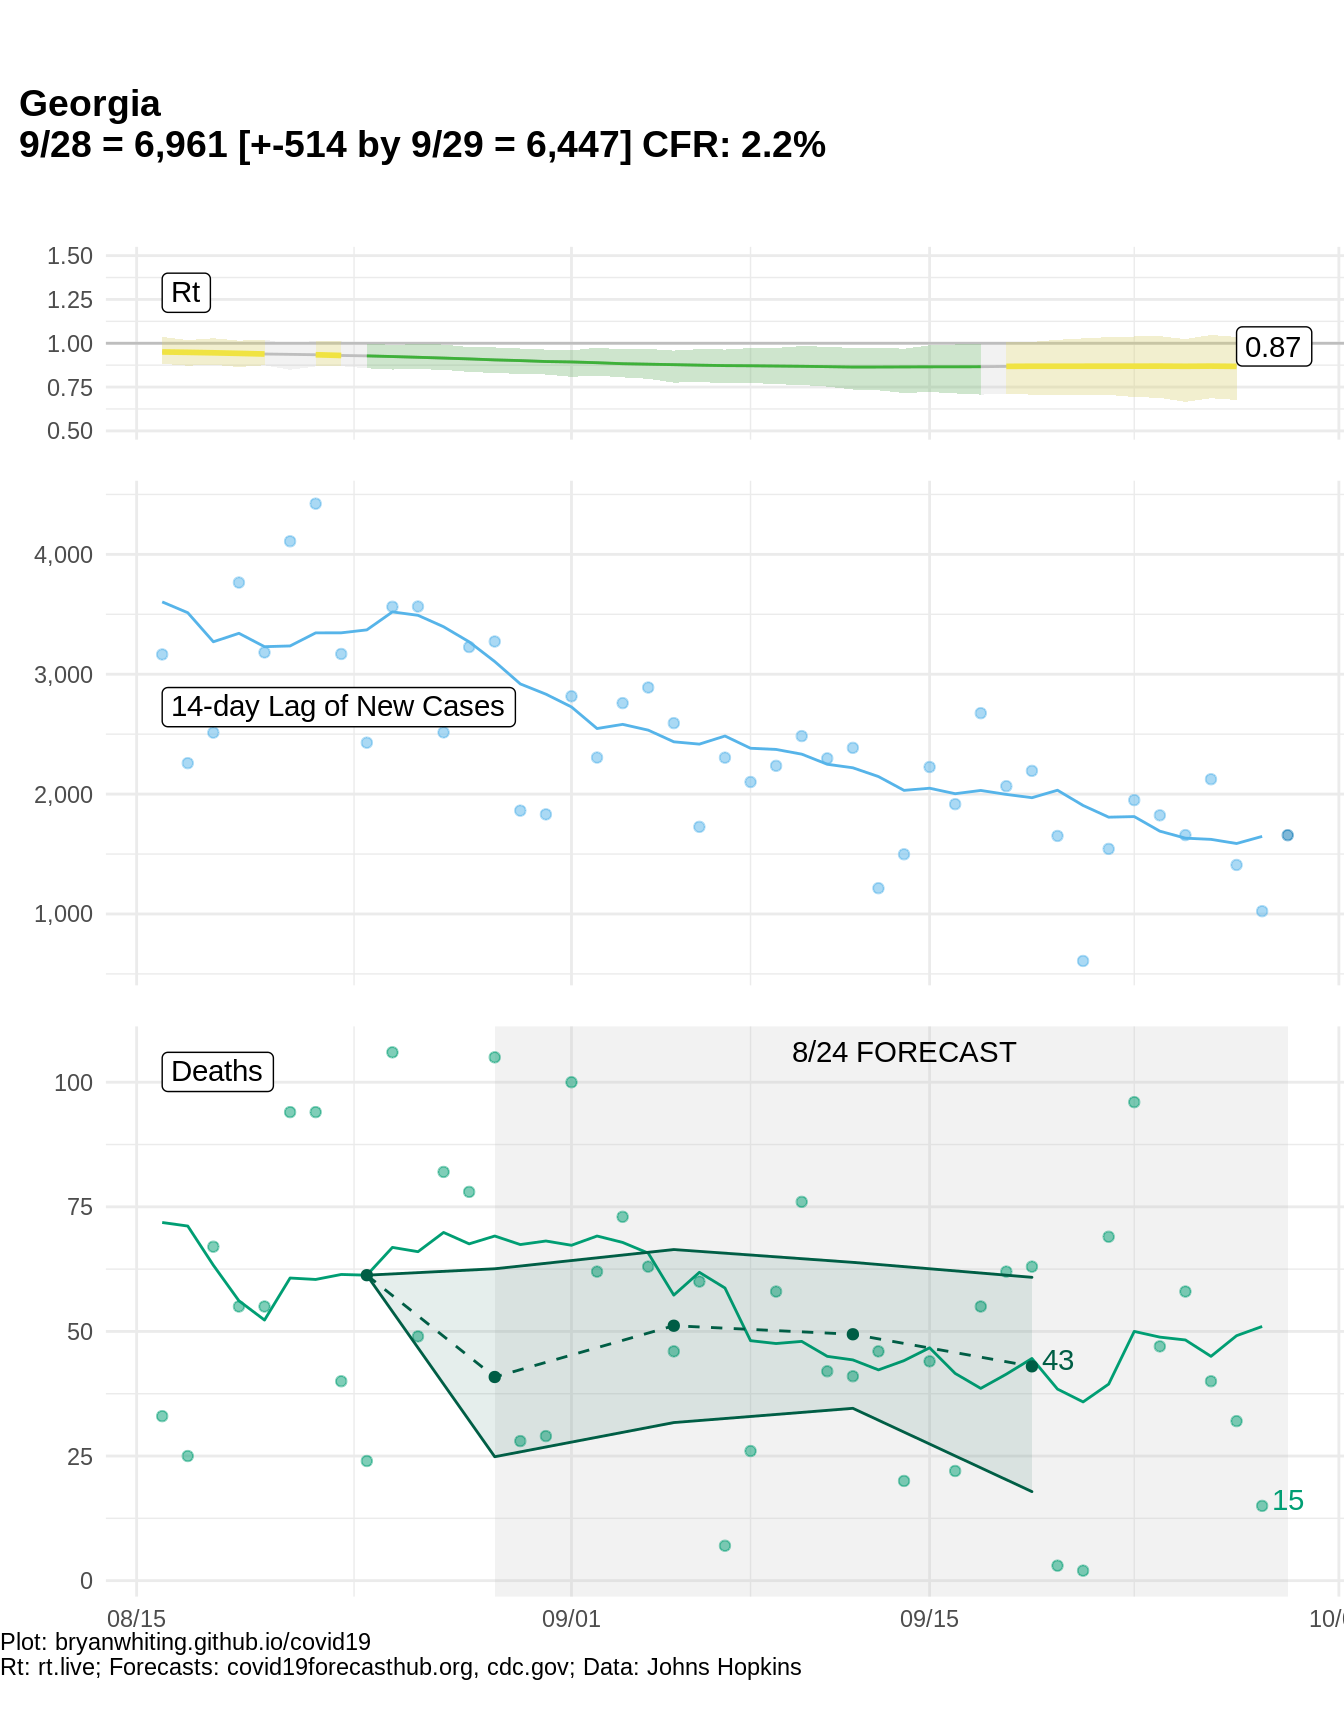 Georgia
9/28 = 6,961 [+-514 by 9/29 = 6,447] CFR: 2.2%
1.50
1.25
1.00
0.75
0.50
Rt
0.87
4,000
3,000
2,000
1,000
14-day Lag of New Cases
100
75
50
25
0
Deaths
8/24 FORECAST
43
15
08/15
09/01
09/15
Plot: bryanwhiting.github.io/covid19
Rt: rt.live; Forecasts: covid19forecasthub.org, cdc.gov; Data: Johns Hopkins